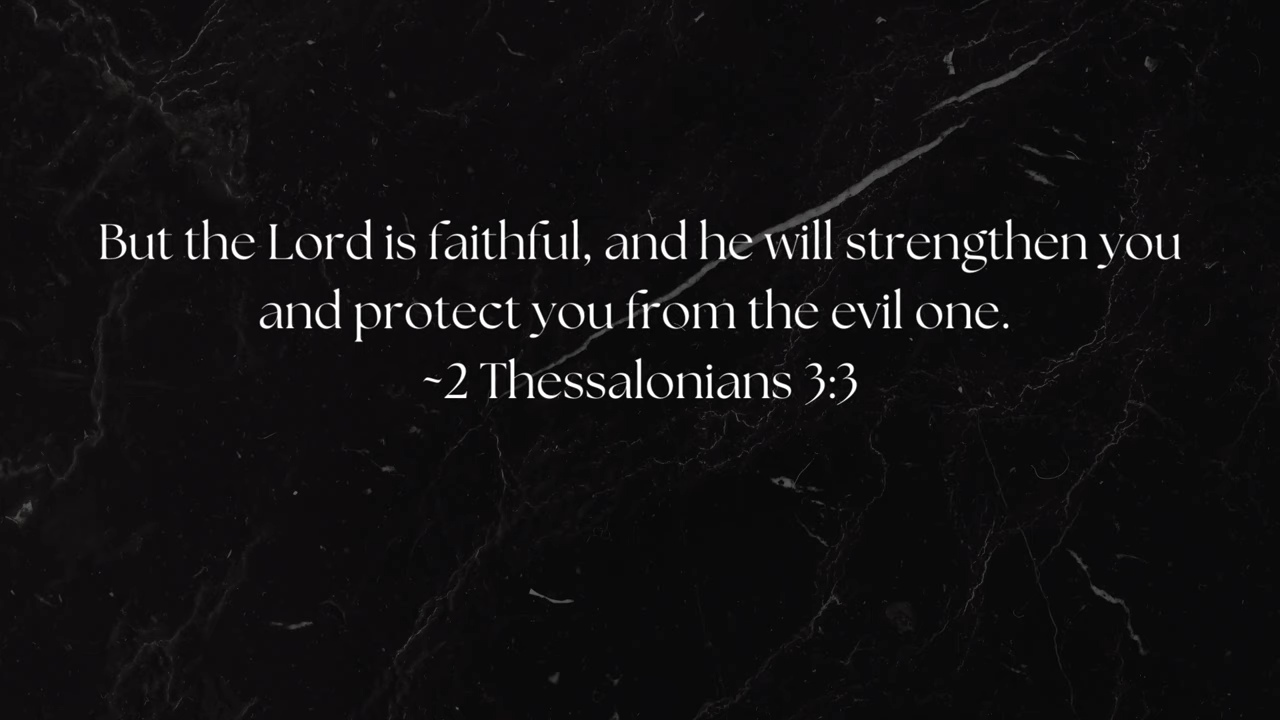 But the Lord is faithful, and he will strengthen you
and protect you from the evil one.
~2 Thessalonians 3:3